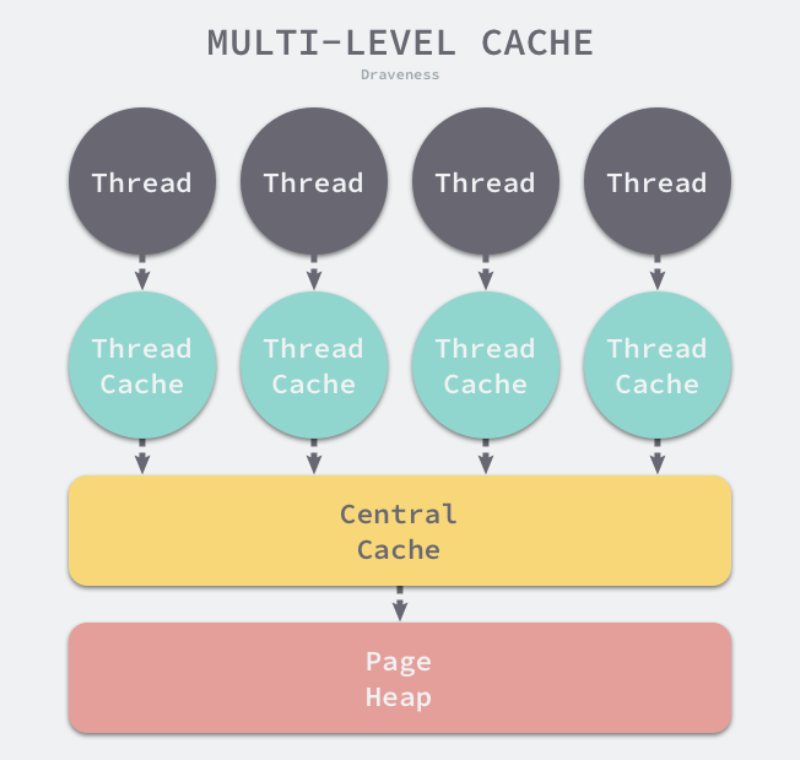 MULTI-LEVEL CACHE
Draveness
Thread
Thread
Thread
Thread
Thread
Cache
Thread
Cache
Thread
Cache
Thread
Cache
Central
Cache
Page
Heap